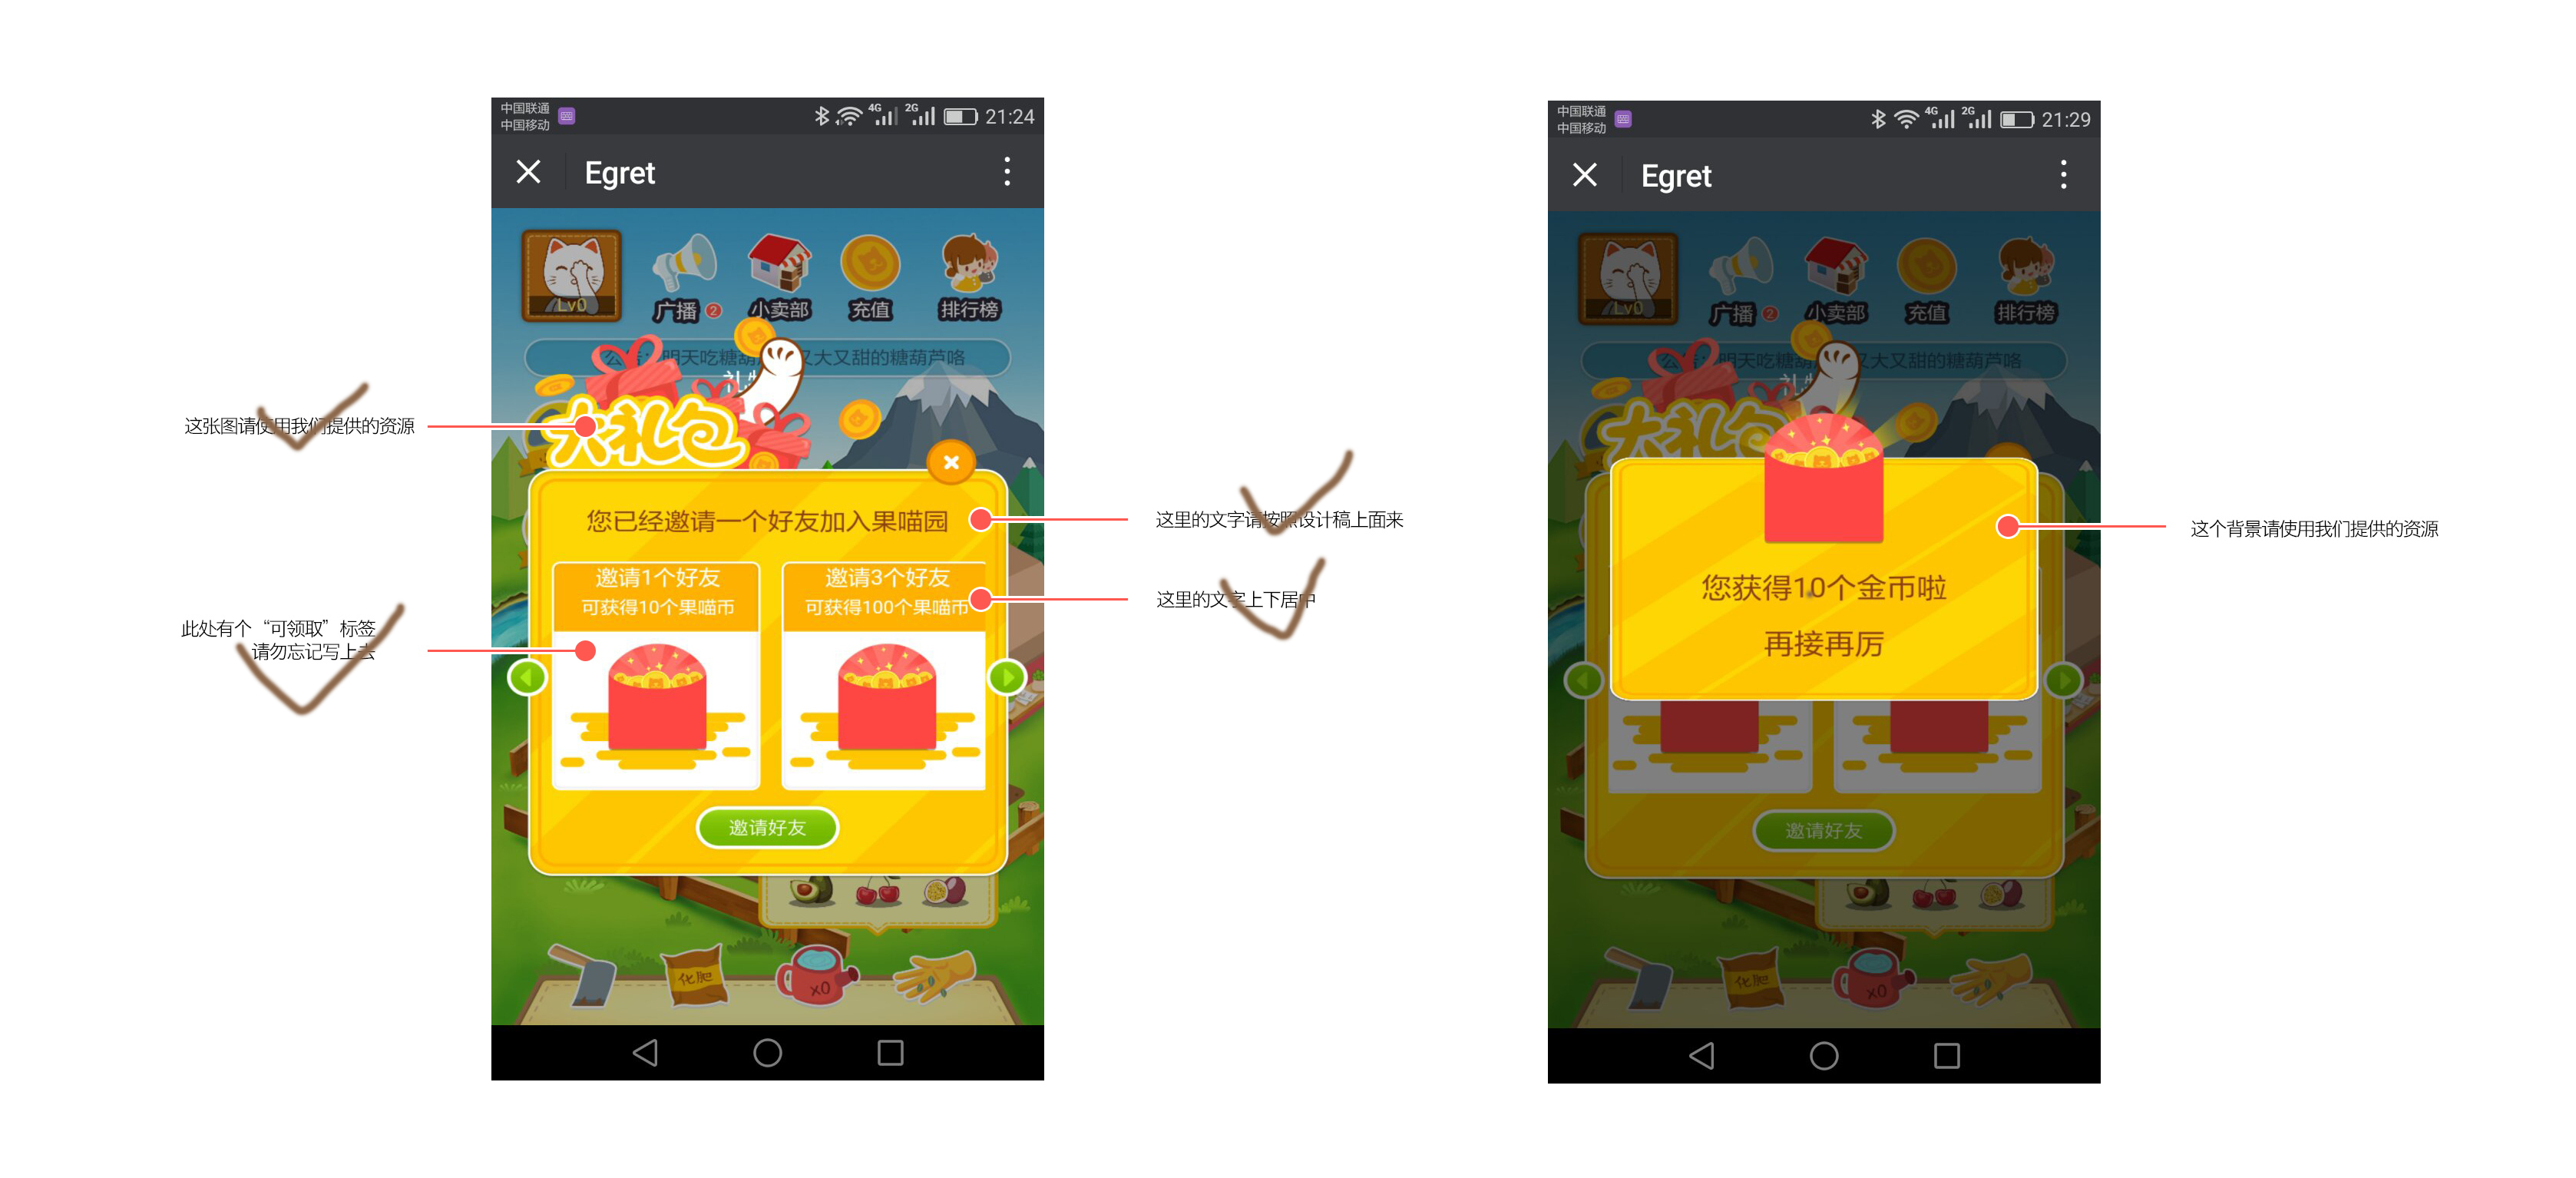 中国联通
中国移动
4G 2G 21:24
Egret
Lv0
广播 2 小卖部 充值 排行榜
明天吃糖葫 又大又甜的糖葫芦咯
大礼包
这张图请使用我们提供的资源
您已经邀请一个好友加入果喵园
这里的文字请按照设计稿上面来
邀请1个好友
可获得10个果喵币
邀请3个好友
可获得100个果喵币
这里的文字上下居中
此处有个“可领取”标签
请勿忘记写上去
邀请好友
化肥
x0
中国联通
中国移动
4G 2G 21:29
Egret
Lv0
广播 2 小卖部 充值 排行榜
明天吃糖葫 又大又甜的糖葫芦咯
大礼包
您获得10个金币啦
再接再厉
这个背景请使用我们提供的资源
邀请好友
化肥
x0